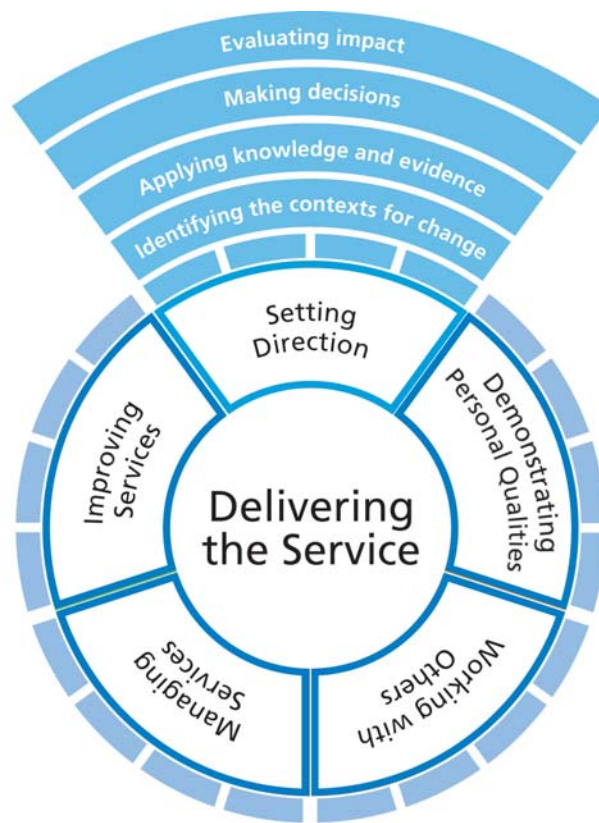 Evaluating impact
Making decisions
Applying knowledge and evidence
Identifying the contexts for change
Setting
Direction
Demonstrating
Personal Qualities
Improving
Services
Delivering
the Service
Working with
Others
Managing
Services